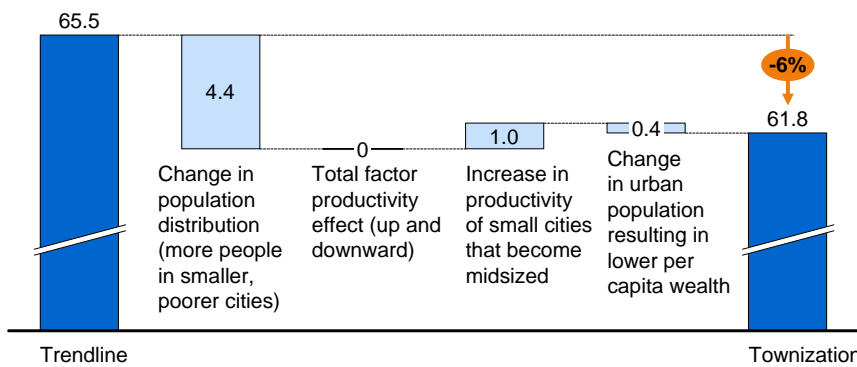 65.5
-6%
4.4
61.8
1.0
0.4
0
Change in
population
distribution
(more people
in smaller,
poorer cities)
Total factor
productivity
effect (up and
downward)
Increase in
productivity
of small cities
that become
midsized
Change
in urban
population
resulting in
lower per
capita wealth
Trendline
Townization